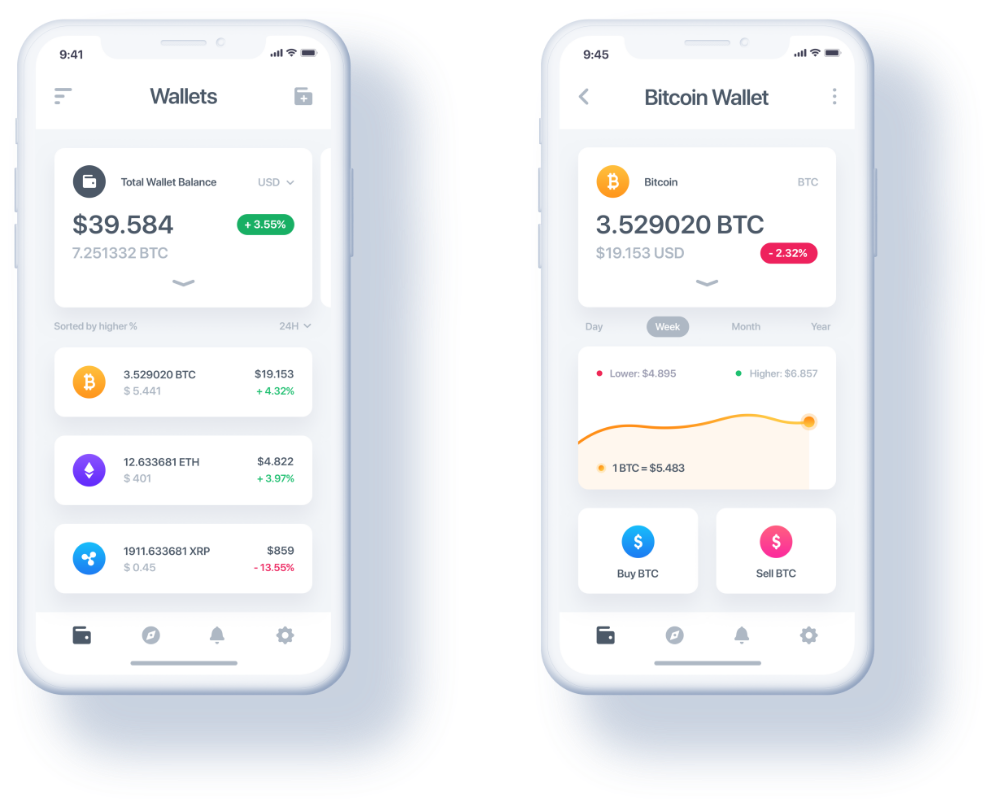 9:41
Wallets
Total Wallet Balance USD
$39.584 + 3.55%
7.251332 BTC
Sorted by higher % 24H
3.529020 BTC $19.153
$ 5.441 + 4.32%
12.633681 ETH $4.822
$ 401 + 3.97%
1911.633681 XRP $859
$ 0.45 - 13.55%
9:45
Bitcoin Wallet
Bitcoin BTC
3.529020 BTC
$19.153 USD - 2.32%
Day Week Month Year
Lower: $4.895 Higher: $6.857
1 BTC = $5.483
Buy BTC Sell BTC